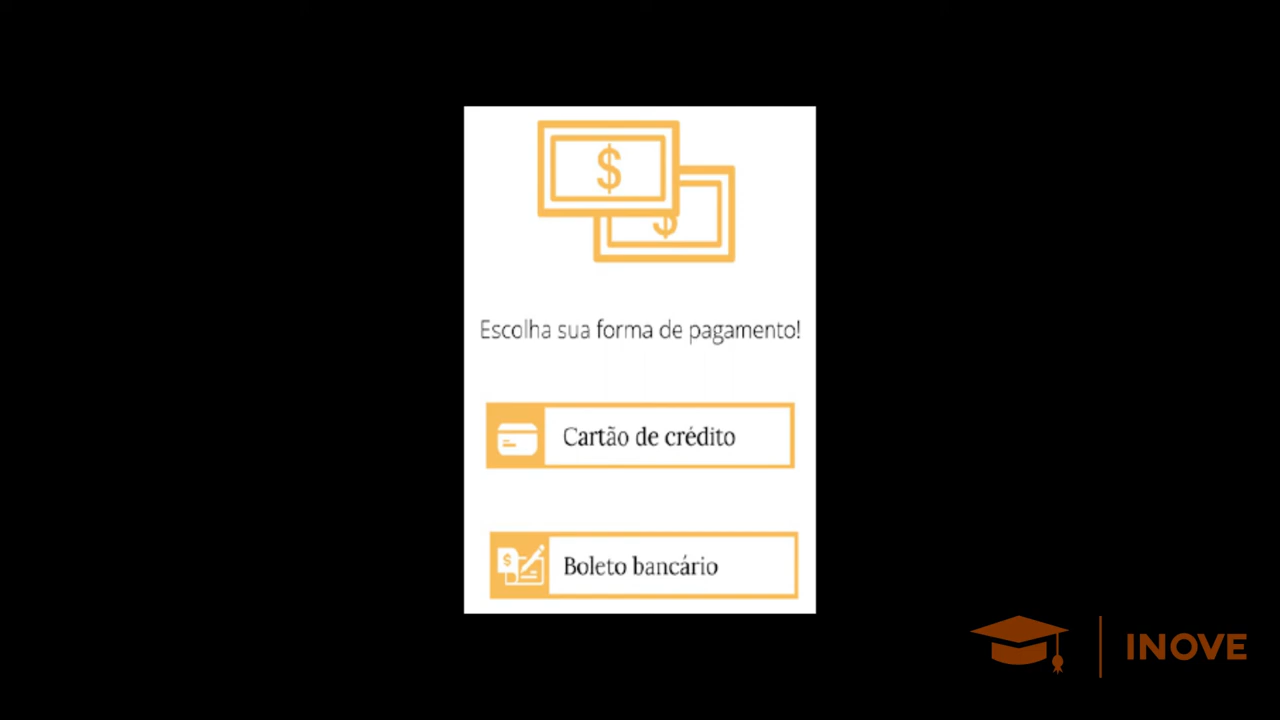 $
$
Escolha sua forma de pagamento!
Cartão de crédito
$
Boleto bancário
INOVE